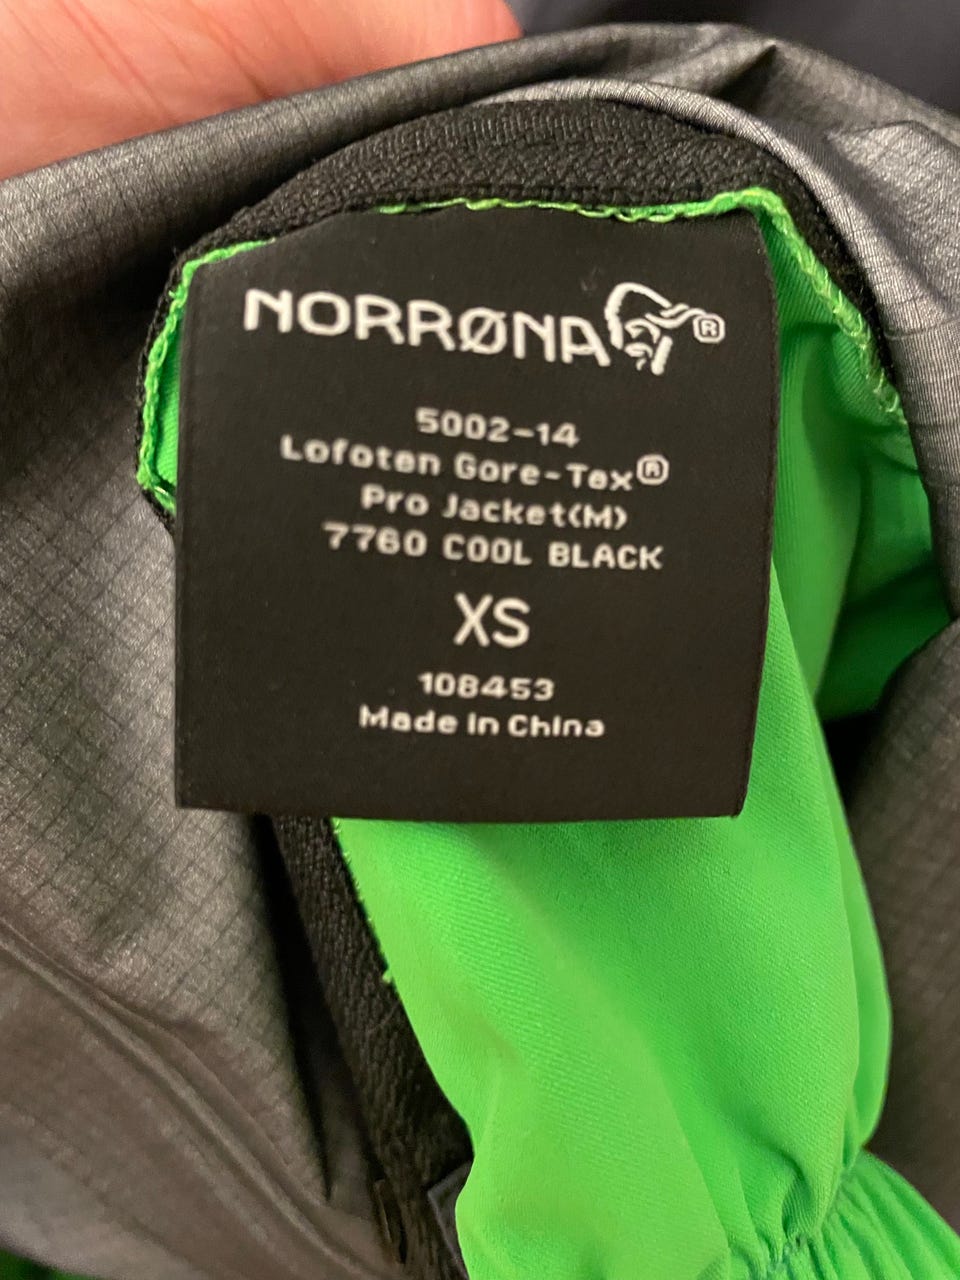 NORRØNA®
5002-14
Lofoten Gore-Tex®
Pro Jacket(M)
7760 COOL BLACK
XS
108453
Made in China